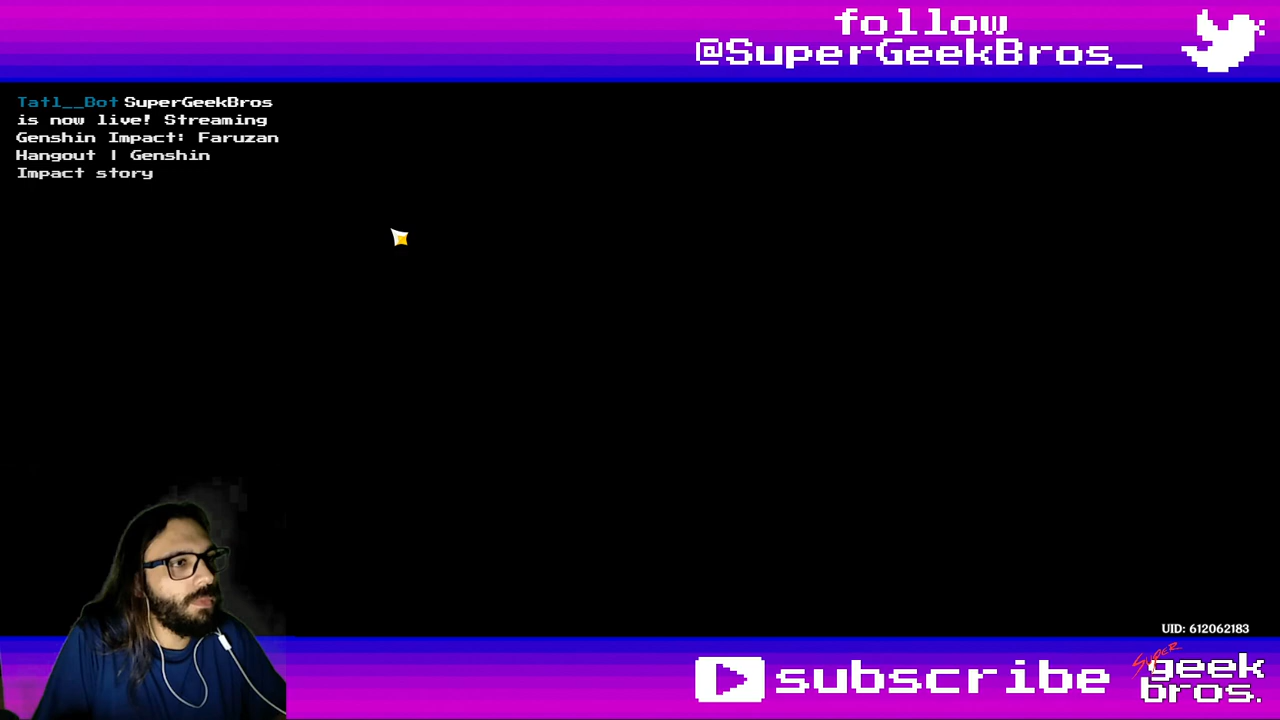 follow
@SuperGeekBros_
Tatl__Bot SuperGeekBros
is now live! Streaming
Genshin Impact: Faruzan
Hangout | Genshin
Impact story
UID: 612062183
subscribe
SUPER
geek
bros.